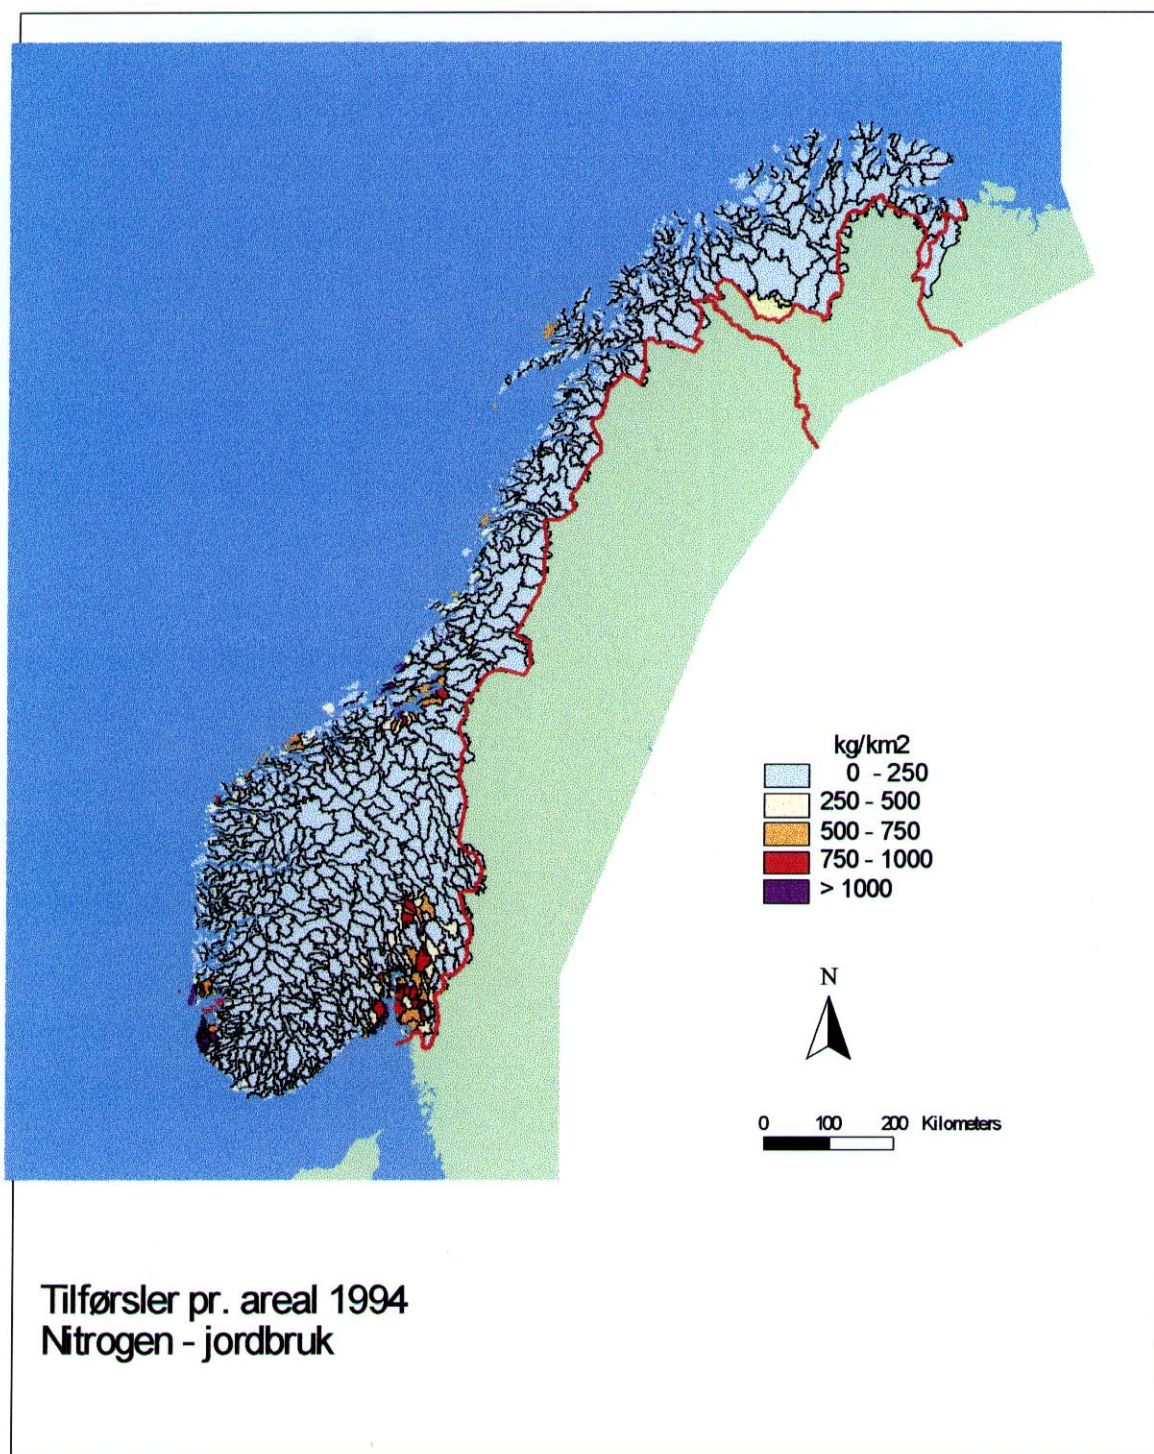 kg/km2
0 - 250
250 - 500
500 - 750
750 - 1000
> 1000
N
0 100 200 Kilometers
Tilførsler pr. areal 1994
Nitrogen - jordbruk